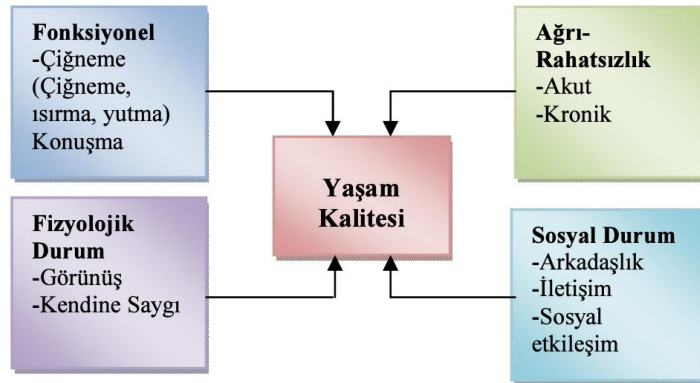 Fonksiyonel
-Çiğneme
(Çiğneme,
ısırma, yutma)
Konuşma
Ağrı-
Rahatsızlık
-Akut
-Kronik
Yaşam
Kalitesi
Fizyolojik
Durum
-Görünüş
-Kendine Saygı
Sosyal Durum
-Arkadaşlık
-İletişim
-Sosyal
etkileşim